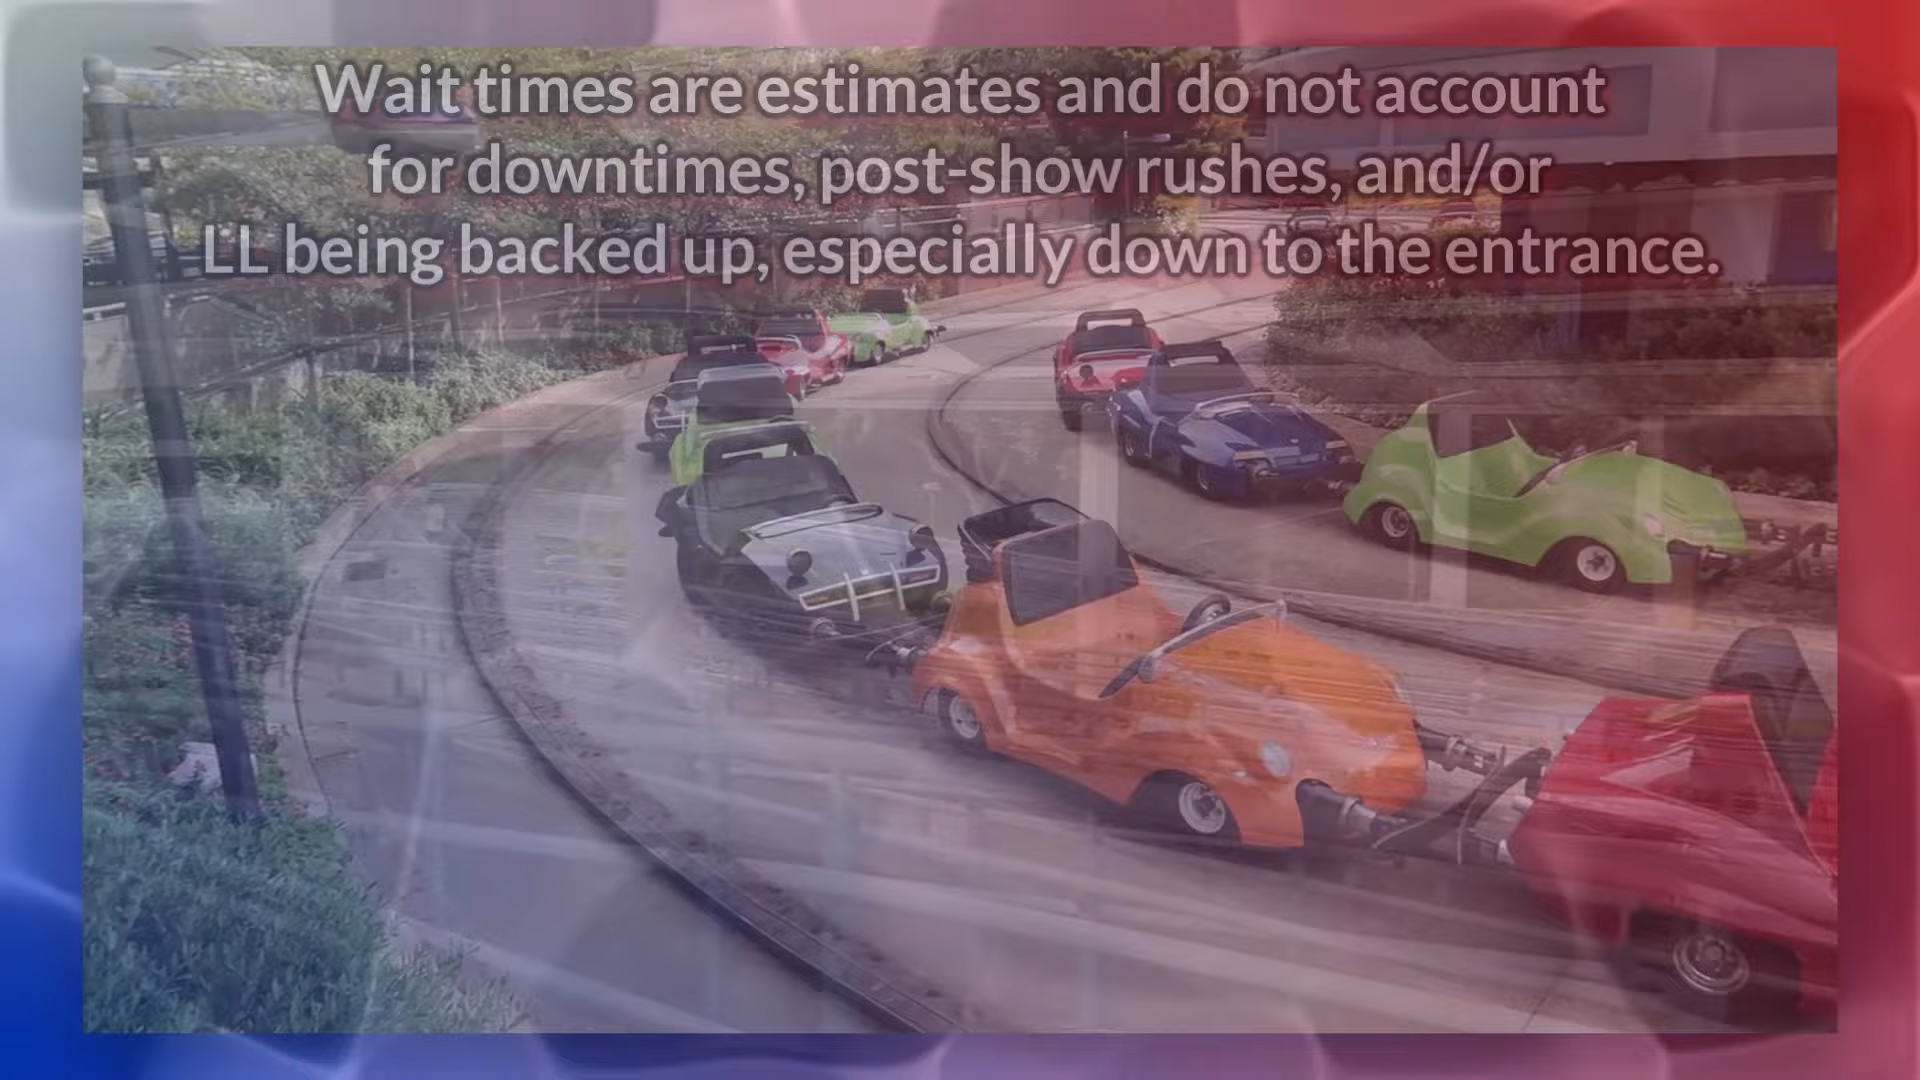 Wait times are estimates and do not account
for downtimes, post-show rushes, and/or
LL being backed up, especially down to the entrance.